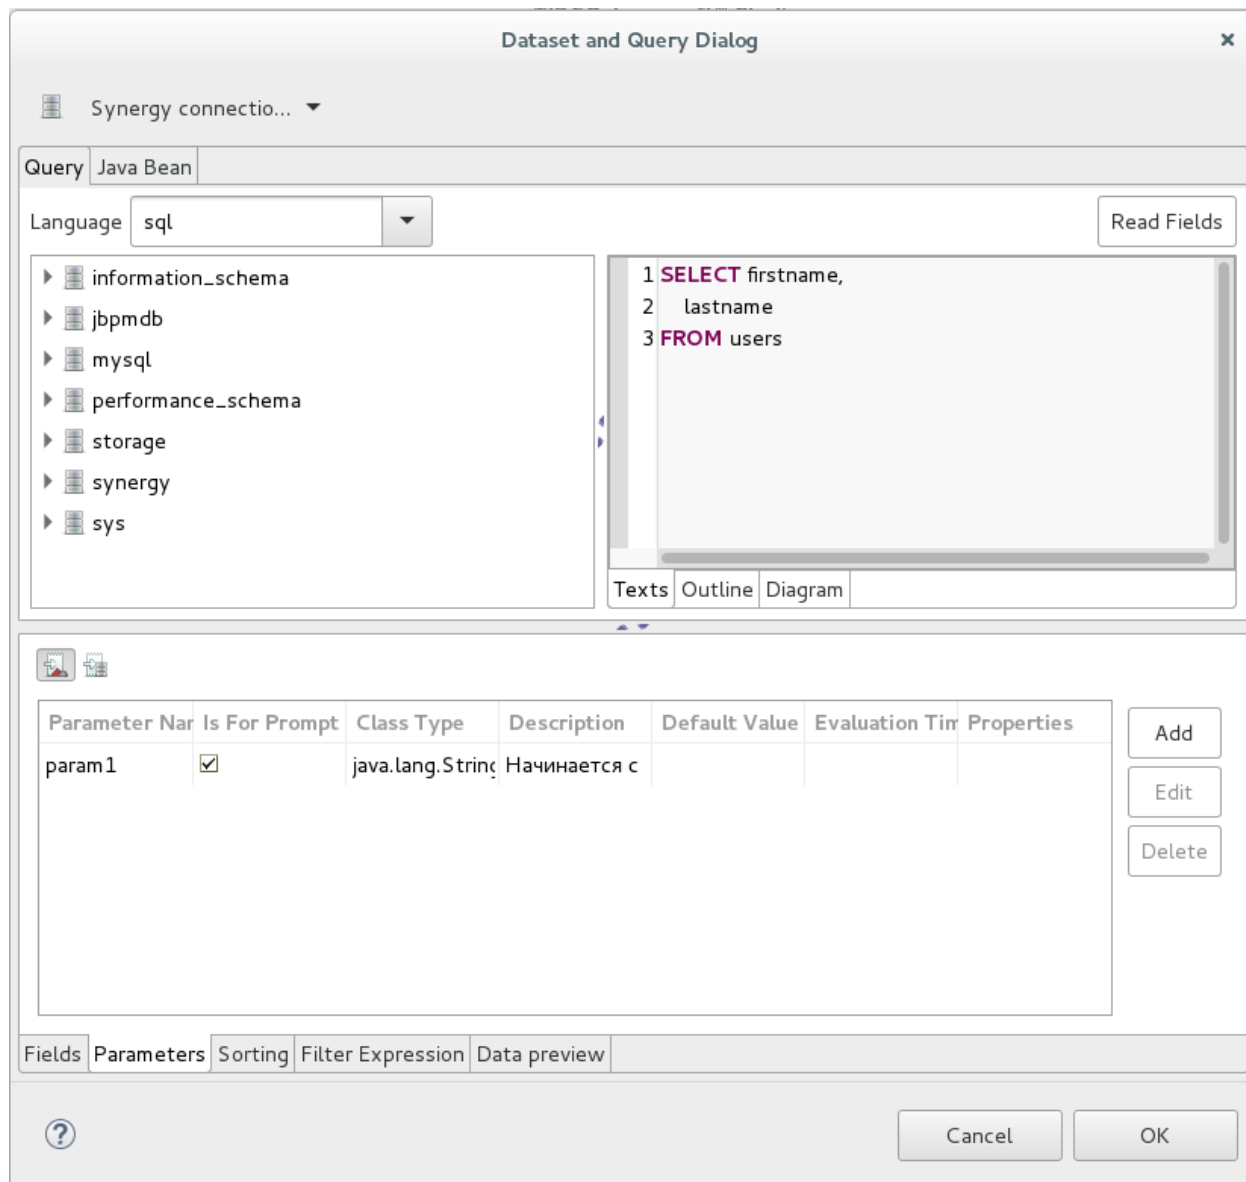 Dataset and Query Dialog
Synergy connectio...
Query Java Bean
Language sql Read Fields
information_schema
jbpmdb
mysql
performance_schema
storage
synergy
sys
1 SELECT firstname,
2 lastname
3 FROM users
Texts Outline Diagram
Parameter Nar Is For Prompt Class Type Description Default Value Evaluation Tim Properties
param1 java.lang.String Начинается с
Add
Edit
Delete
Fields Parameters Sorting Filter Expression Data preview
Cancel OK